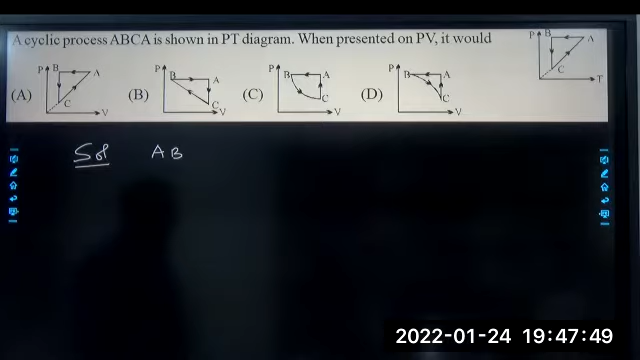 A cyclic process ABCA is shown in PT diagram. When presented on PV, it would
P B A C T
(A) P B A C V
(B) P B A C V
(C) P B A C V
(D) P B A C V
Sol A B
2022-01-24 19:47:49